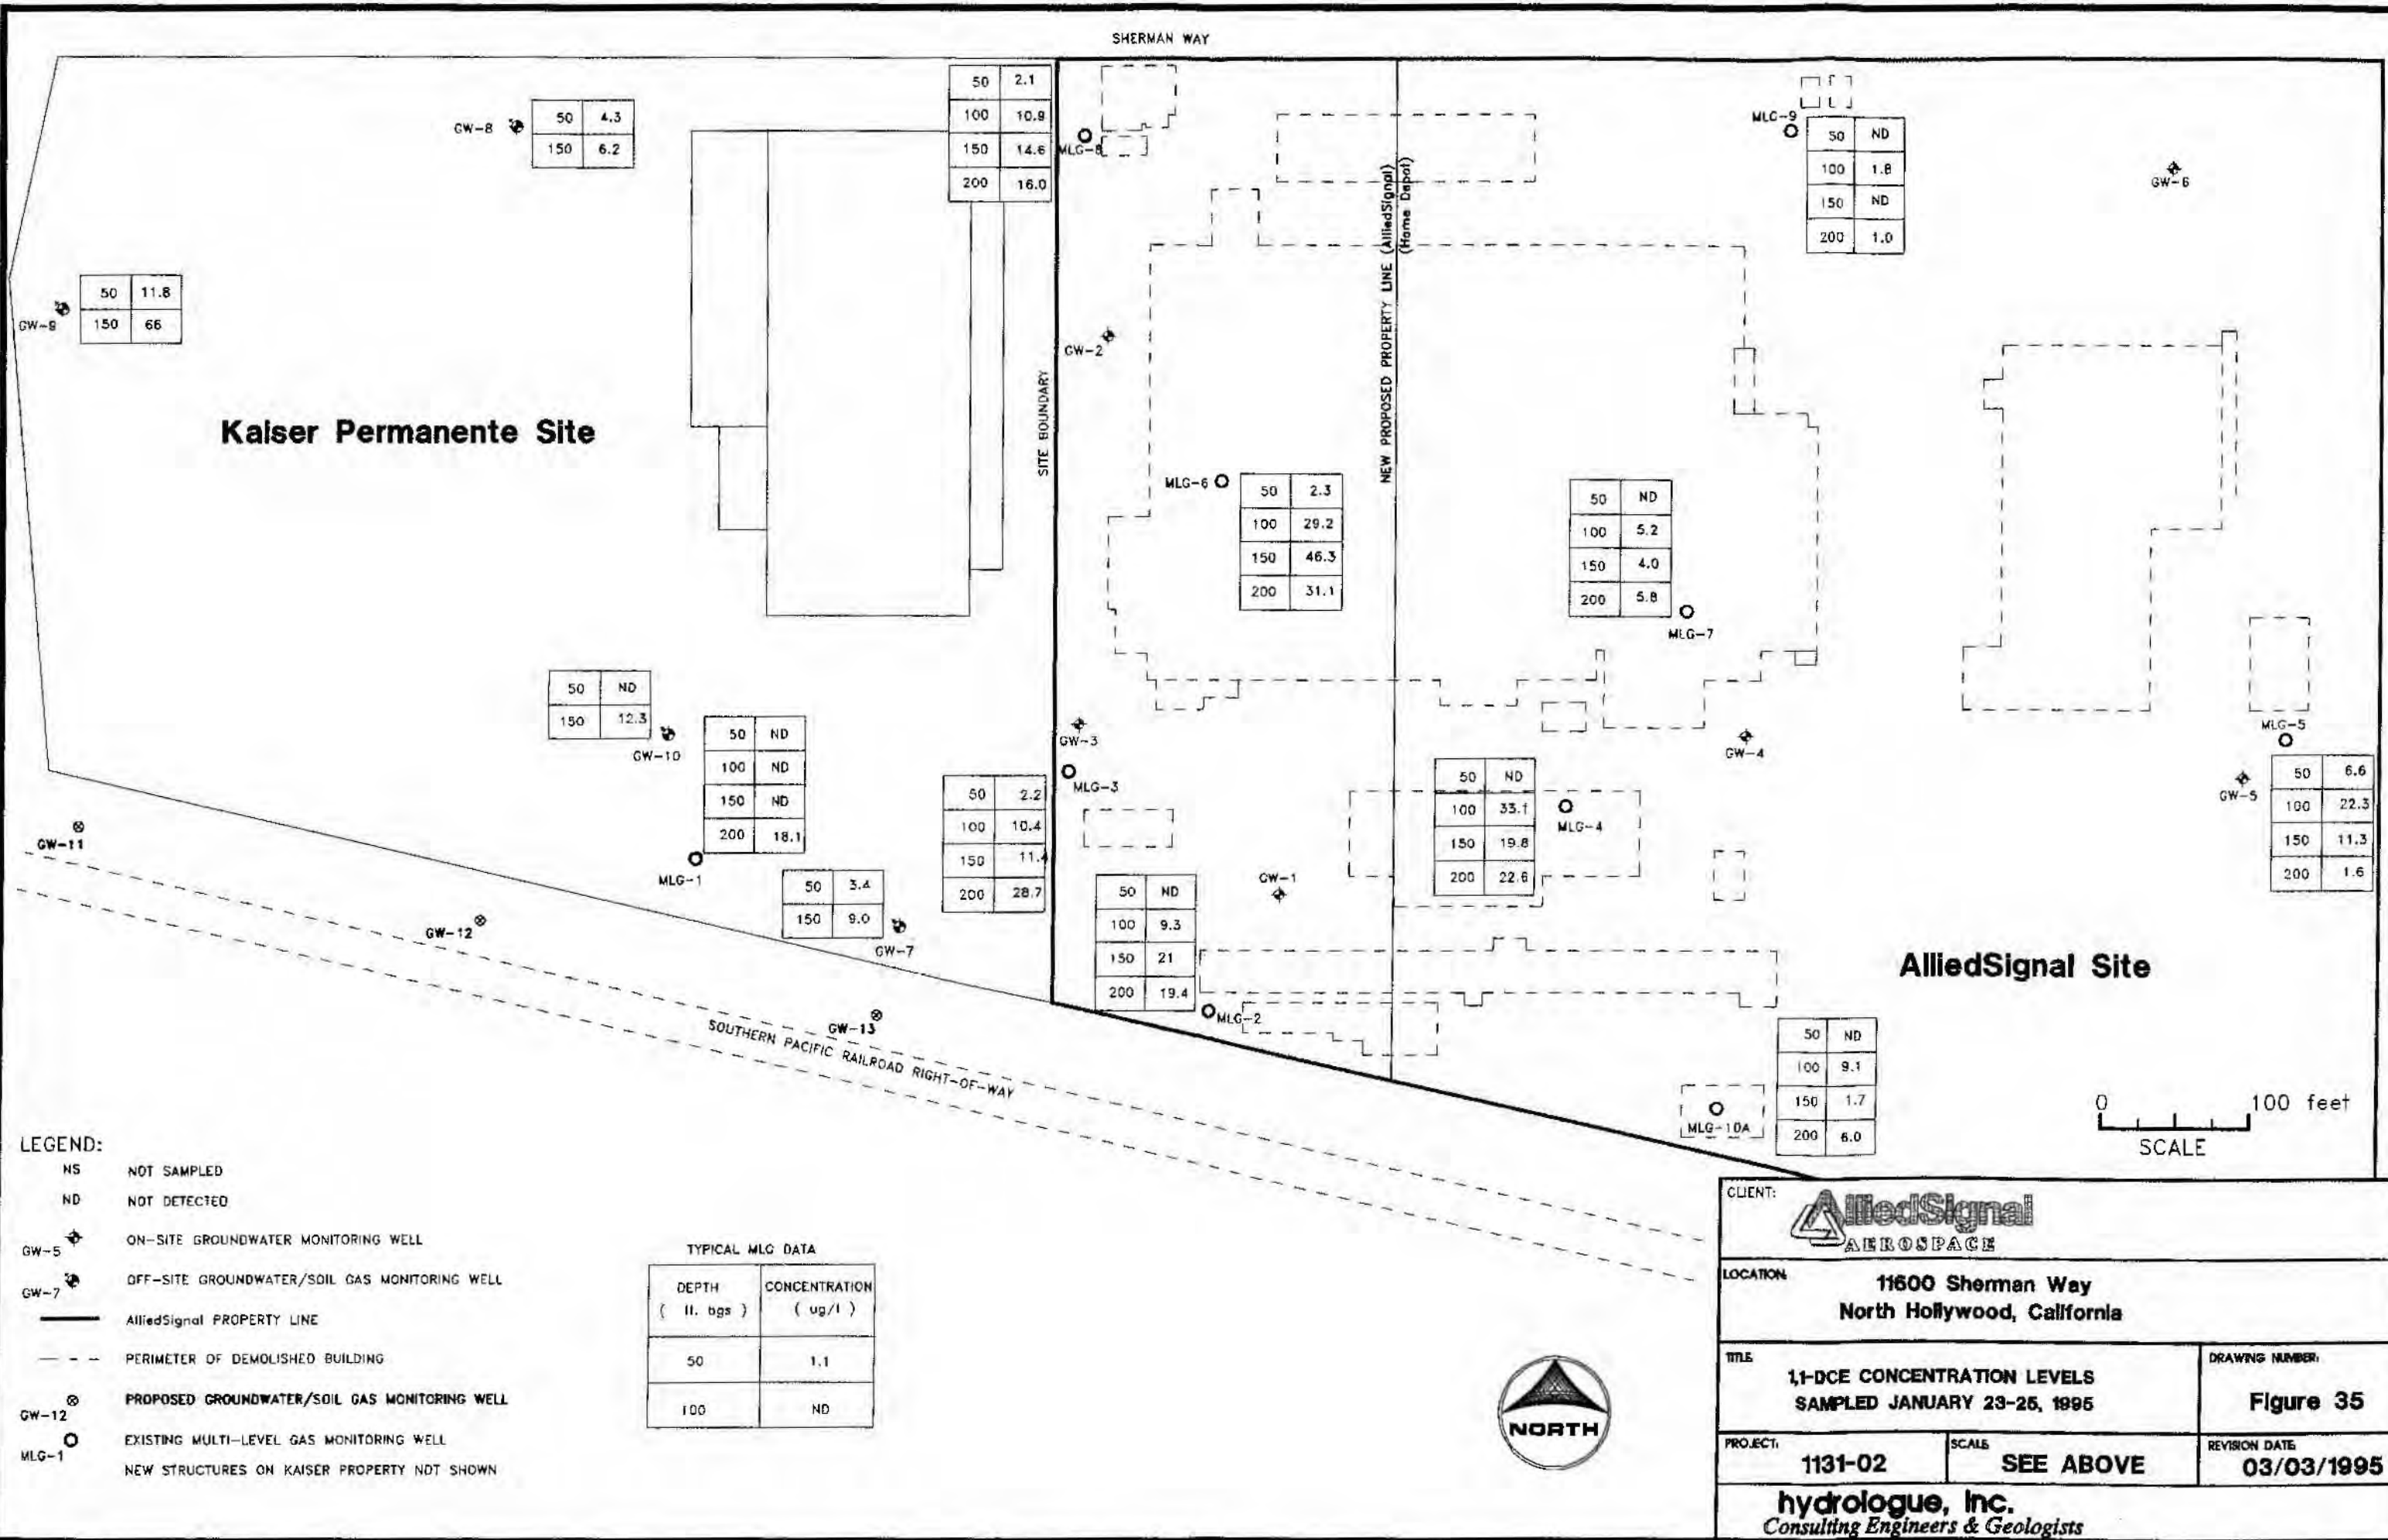 SHERMAN WAY
GW-8
50 4.3
150 6.2
50 2.1
100 10.9
150 14.6
200 16.0
MLG-8
MLG-9
50 ND
100 1.8
150 ND
200 1.0
GW-6
GW-9
50 11.8
150 66
GW-2
SITE BOUNDARY
NEW PROPOSED PROPERTY LINE (AlliedSignal)
(Home Depot)
Kaiser Permanente Site
MLG-6
50 2.3
100 29.2
150 46.3
200 31.1
50 ND
100 5.2
150 4.0
200 5.8
MLG-7
50 ND
150 12.3
GW-10
50 ND
100 ND
150 ND
200 18.1
MLG-1
GW-3
MLG-3
50 2.2
100 10.4
150 11.4
200 28.7
GW-4
50 ND
100 33.1
150 19.8
200 22.6
MLG-4
MLG-5
GW-5
50 6.6
100 22.3
150 11.3
200 1.6
GW-11
GW-12
50 3.4
150 9.0
GW-7
50 ND
100 9.3
150 21
200 19.4
GW-1
MLG-2
AlliedSignal Site
GW-13
SOUTHERN PACIFIC RAILROAD RIGHT-OF-WAY
MLG-10A
50 ND
100 9.1
150 1.7
200 6.0
0 100 feet
SCALE
LEGEND:
NS NOT SAMPLED
ND NOT DETECTED
GW-5 ON-SITE GROUNDWATER MONITORING WELL
GW-7 OFF-SITE GROUNDWATER/SOIL GAS MONITORING WELL
AlliedSignal PROPERTY LINE
PERIMETER OF DEMOLISHED BUILDING
GW-12 PROPOSED GROUNDWATER/SOIL GAS MONITORING WELL
MLG-1 EXISTING MULTI-LEVEL GAS MONITORING WELL
NEW STRUCTURES ON KAISER PROPERTY NOT SHOWN
TYPICAL MLG DATA
DEPTH CONCENTRATION
( ft. bgs ) ( ug/l )
50 1.1
100 ND
NORTH
CLIENT:
AlliedSignal
AEROSPACE
LOCATION:
11600 Sherman Way
North Hollywood, California
TITLE
1,1-DCE CONCENTRATION LEVELS
SAMPLED JANUARY 23-25, 1995
DRAWING NUMBER:
Figure 35
PROJECT:
1131-02
SCALE
SEE ABOVE
REVISION DATE
03/03/1995
hydrologue, Inc.
Consulting Engineers & Geologists